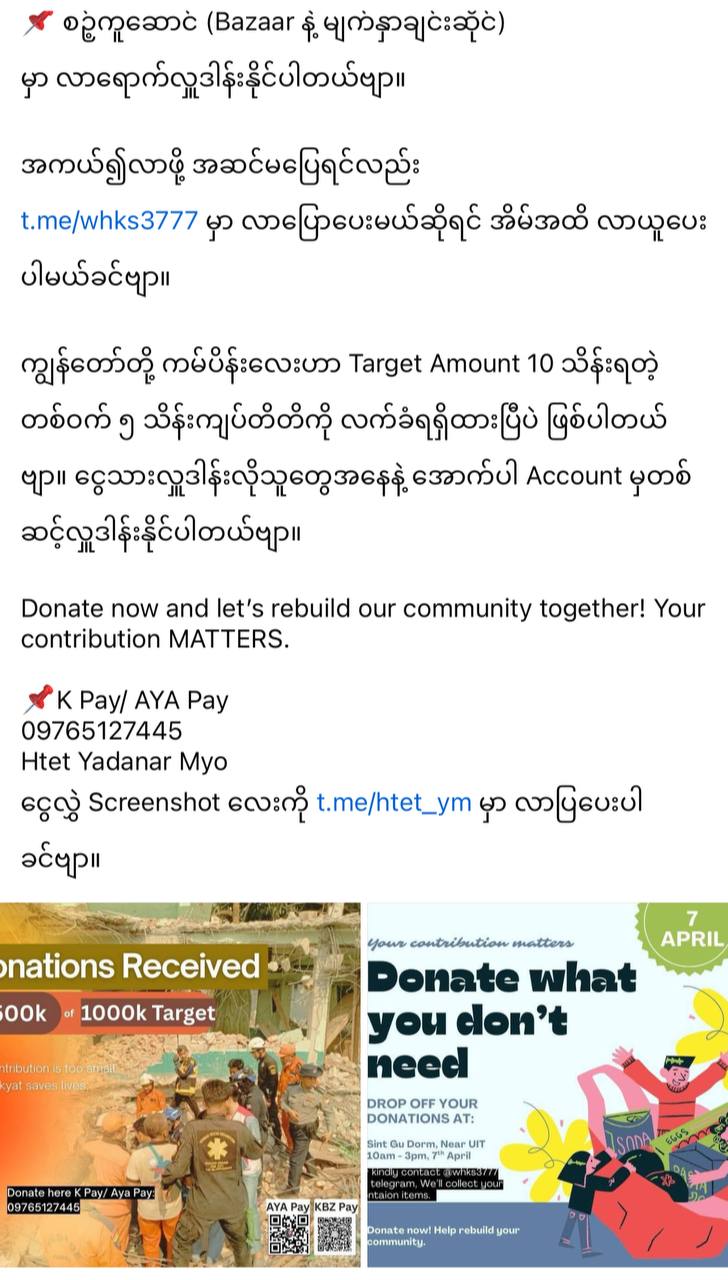 📌 စဥ့်ကူဆောင် (Bazaar နဲ့ မျက်နှာချင်းဆိုင်)
မှာ လာရောက်လှူဒါန်းနိုင်ပါတယ်ဗျာ။
အကယ်၍လာဖို့ အဆင်မပြေရင်လည်း
t.me/whks3777 မှာ လာပြောပေးမယ်ဆိုရင် အိမ်အထိ လာယူပေး
ပါမယ်ခင်ဗျာ။
ကျွန်တော်တို့ ကမ်ပိန်းလေးဟာ Target Amount 10 သိန်းရတဲ့
တစ်ဝက် ၅ သိန်းကျပ်တိတိကို လက်ခံရရှိထားပြီပဲ ဖြစ်ပါတယ်
ဗျာ။ ငွေသားလှူဒါန်းလိုသူတွေအနေနဲ့ အောက်ပါ Account မှတစ်
ဆင့်လှူဒါန်းနိုင်ပါတယ်ဗျာ။
Donate now and let's rebuild our community together! Your
contribution MATTERS.
📌K Pay/ AYA Pay
09765127445
Htet Yadanar Myo
ငွေလွှဲ Screenshot လေးကို t.me/htet_ym မှာ လာပြပေးပါ
ခင်ဗျာ။
onations Received
500k of 1000k Target
ntribution is too small
kyat saves lives.
Donate here K Pay/ Aya Pay:
09765127445
AYA Pay KBZ Pay
7
APRIL
Your contribution matters
Donate what
you don't
need
DROP OFF YOUR
DONATIONS AT:
Sint Gu Dorm, Near UIT
10am - 3pm, 7th April
kindly contact @whks3777
telegram, We'll collect your
ntaion items.
Donate now! Help rebuild your
community.
SODA
EGGS